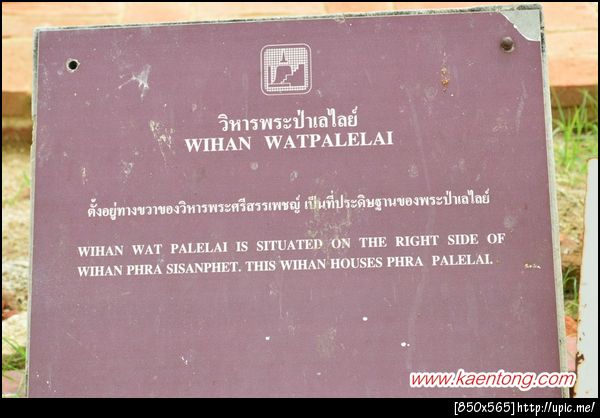 วิหารพระป่าเลไลย์
WIHAN WATPALELAI
ตั้งอยู่ทางขวาของวิหารพระศรีสรรเพชญ์ เป็นที่ประดิษฐานของพระป่าเลไลย์
WIHAN WAT PALELAI IS SITUATED ON THE RIGHT SIDE OF
WIHAN PHRA SISANPHET. THIS WIHAN HOUSES PHRA PALELAI.
www.kaentong.com
[850x565]http://upic.me/